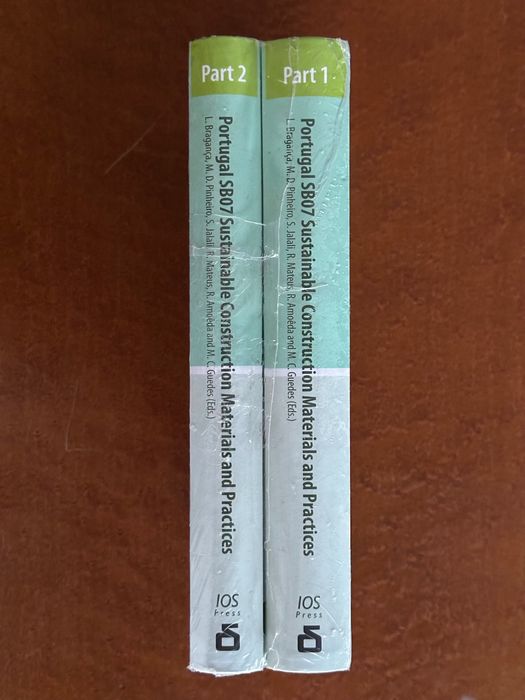 Part 2
Portugal SB07 Sustainable Construction Materials and Practices
L. Bragança, M. D. Pinheiro, S. Jalali, R. Mateus, R. Amoêda and M. C. Guedes (Eds.)
IOS
Press
Part 1
Portugal SB07 Sustainable Construction Materials and Practices
L. Bragança, M. D. Pinheiro, S. Jalali, R. Mateus, R. Amoêda and M. C. Guedes (Eds.)
IOS
Press